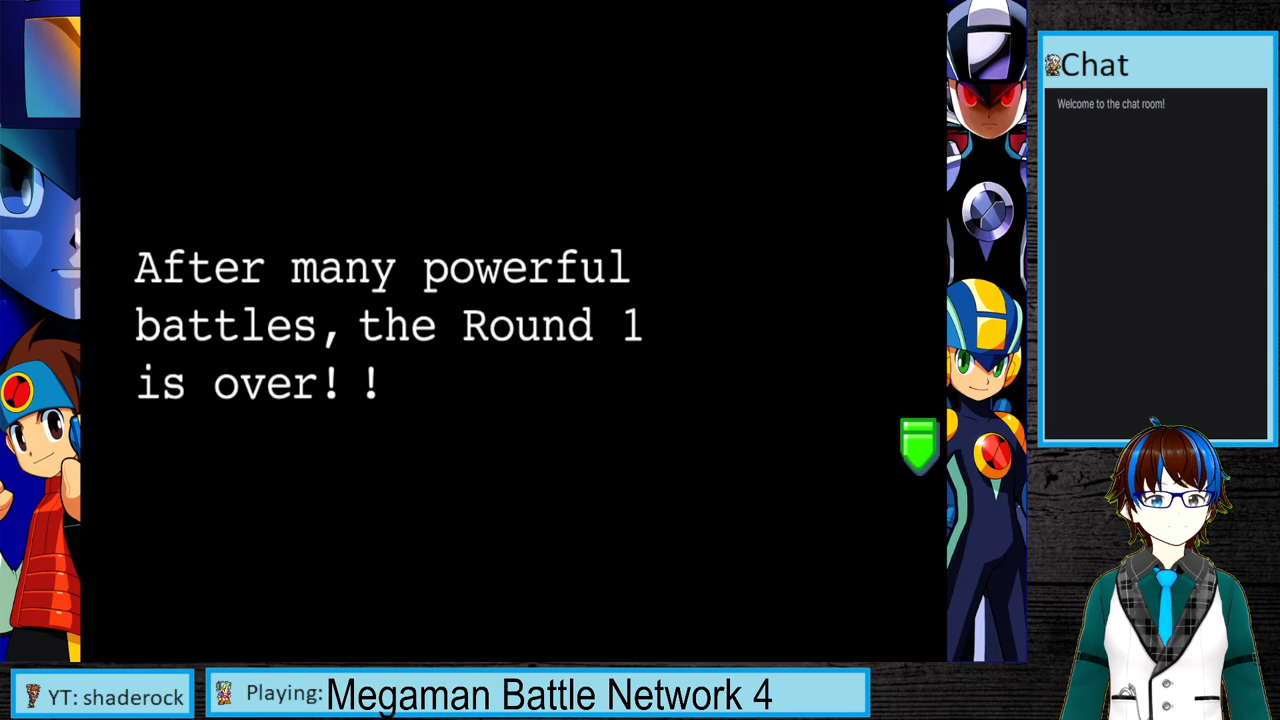 After many powerful
battles, the Round 1
is over! !
Chat
Welcome to the chat room!
YT: shaderock
Playing: Megaman Battle Network 4